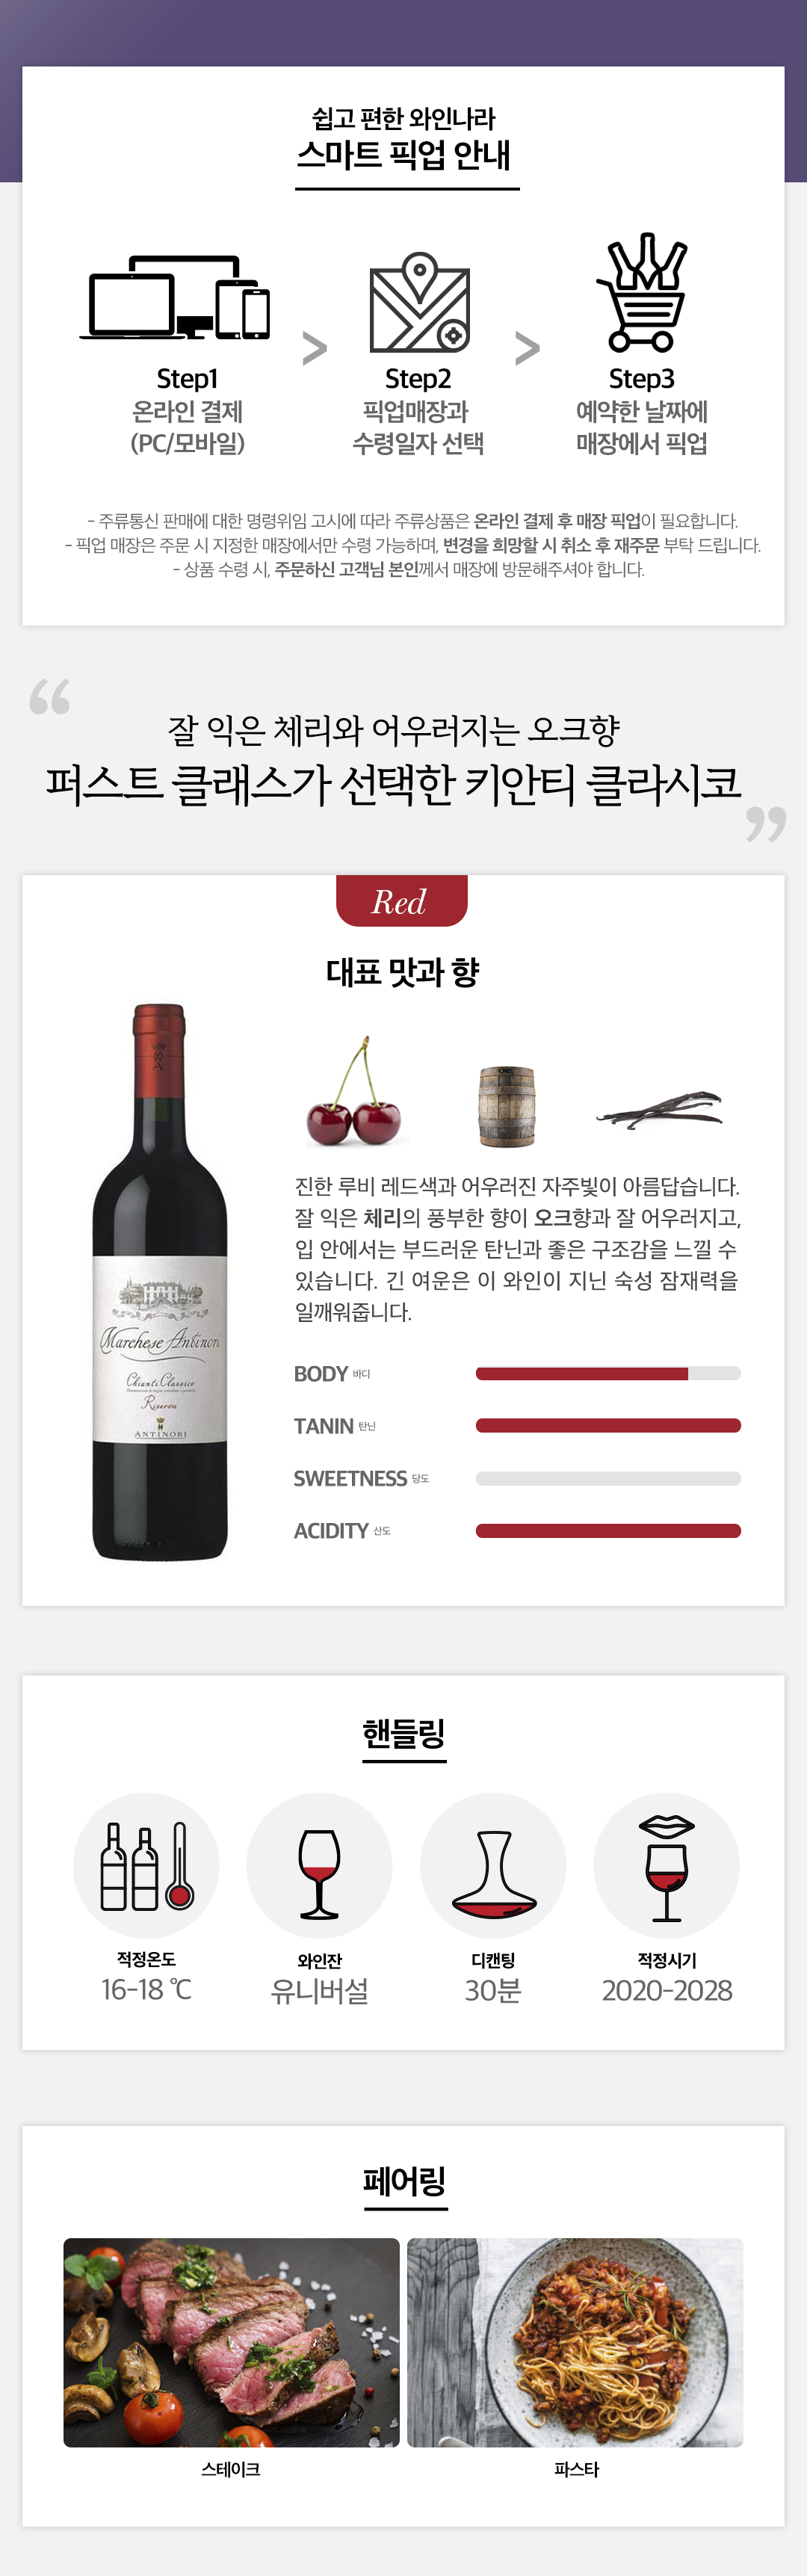 쉽고 편한 와인나라
스마트 픽업 안내
Step1
온라인 결제
(PC/모바일)
>
Step2
픽업매장과
수령일자 선택
>
Step3
예약한 날짜에
매장에서 픽업
- 주류통신 판매에 대한 명령위임 고시에 따라 주류상품은 온라인 결제 후 매장 픽업이 필요합니다.
- 픽업 매장은 주문 시 지정한 매장에서만 수령 가능하며, 변경을 희망할 시 취소 후 재주문 부탁 드립니다.
- 상품 수령 시, 주문하신 고객님 본인께서 매장에 방문해주셔야 합니다.
“
잘 익은 체리와 어우러지는 오크향
퍼스트 클래스가 선택한 키안티 클라시코
”
Red
대표 맛과 향
진한 루비 레드색과 어우러진 자주빛이 아름답습니다.
잘 익은 체리의 풍부한 향이 오크향과 잘 어우러지고,
입 안에서는 부드러운 탄닌과 좋은 구조감을 느낄 수
있습니다. 긴 여운은 이 와인이 지닌 숙성 잠재력을
일깨워줍니다.
Marchese Antinori
Chianti Classico
Riserva
ANTINORI
BODY 바디
TANIN 탄닌
SWEETNESS 당도
ACIDITY 산도
핸들링
적정온도
16-18 ℃
와인잔
유니버설
디캔팅
30분
적정시기
2020-2028
페어링
스테이크
파스타